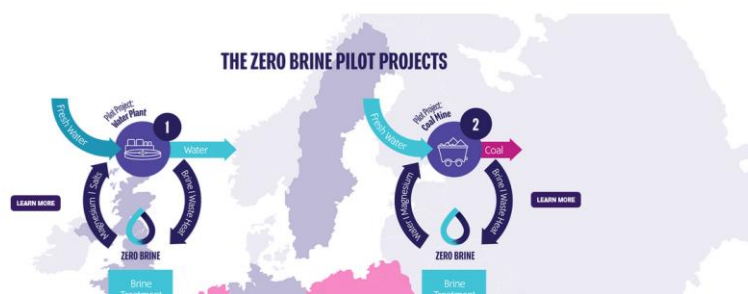 THE ZERO BRINE PILOT PROJECTS
Pilot Project:
Water Plant
1
Fresh Water
Water
Magnesium | Salts
Brine | Waste Heat
LEARN MORE
ZERO BRINE
Brine
Treatment
Pilot Project:
Coal Mine
2
Fresh Water
Coal
Water | Magnesium
Brine | Waste Heat
LEARN MORE
ZERO BRINE
Brine
Treatment